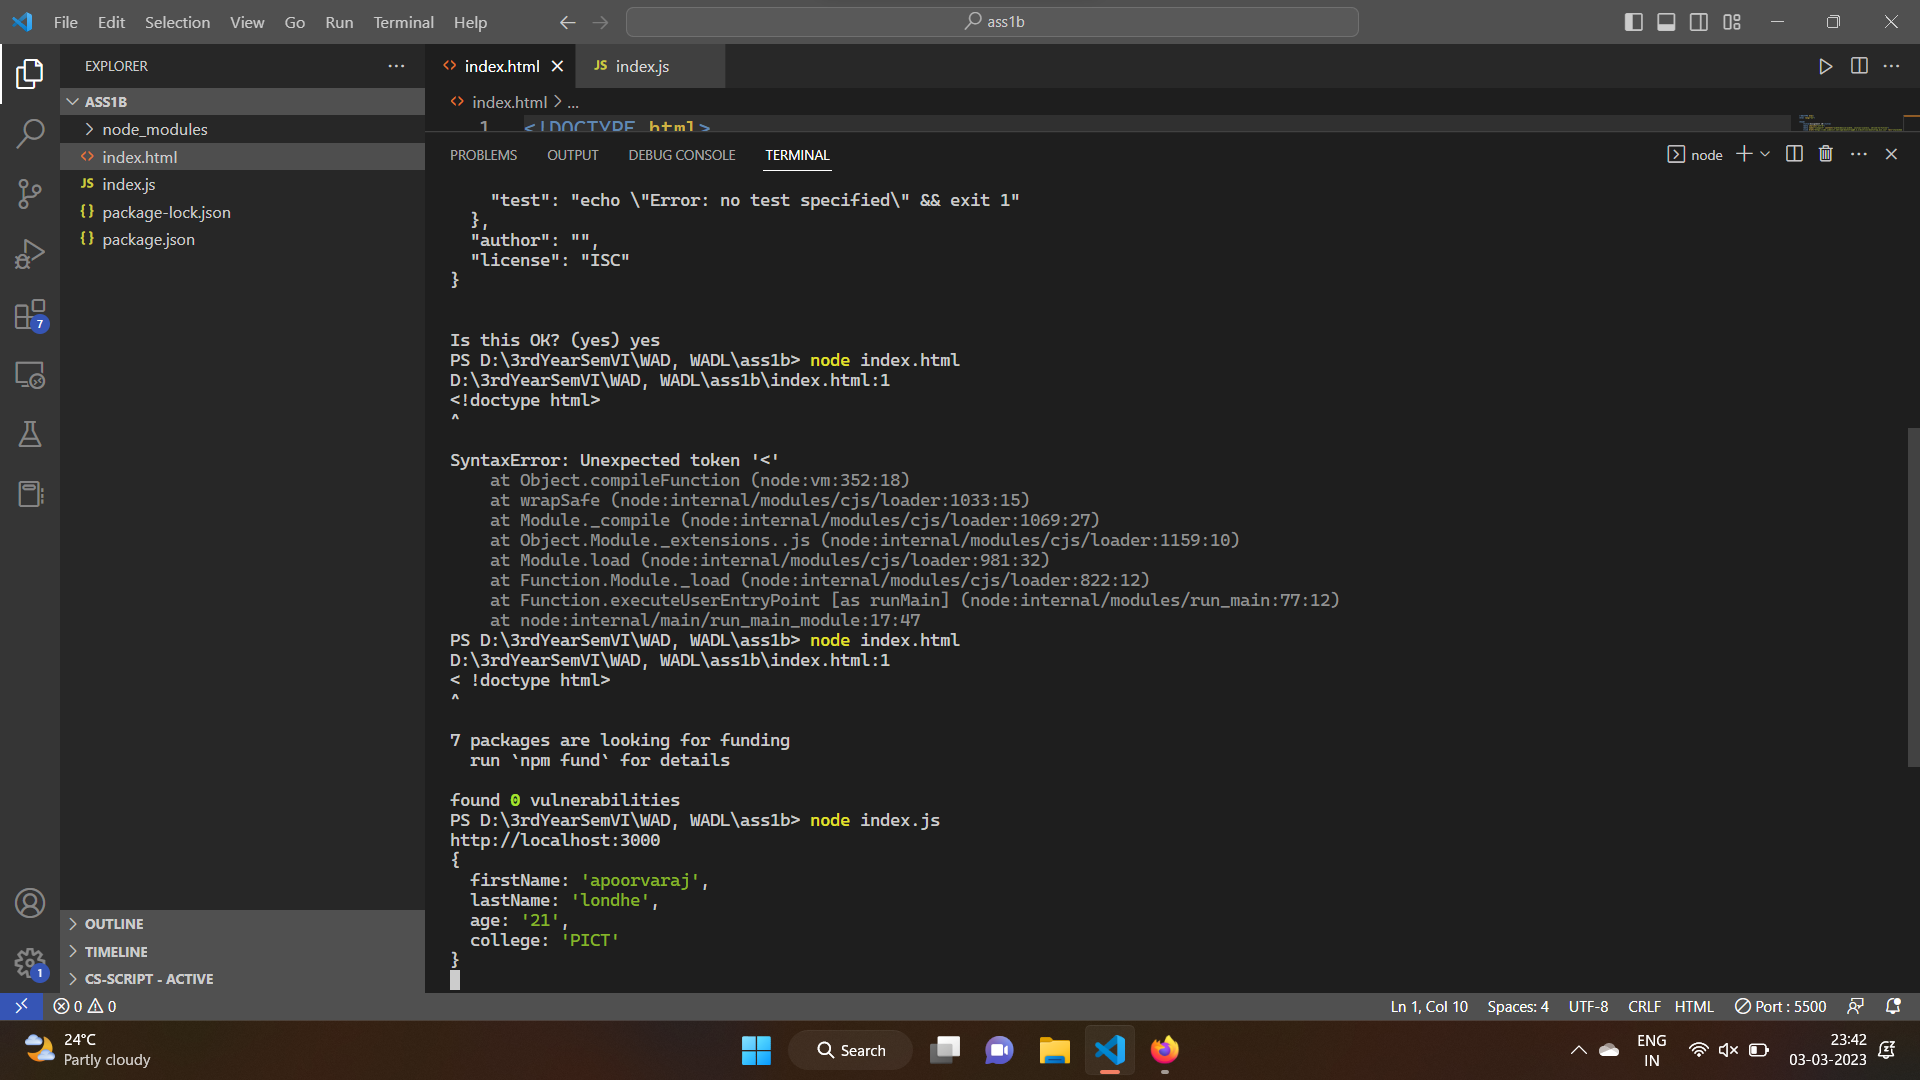 File Edit Selection View Go Run Terminal Help
ass1b
EXPLORER
ASS1B
node_modules
index.html
index.js
package-lock.json
package.json
OUTLINE
TIMELINE
CS-SCRIPT - ACTIVE
index.html
JS index.js
index.html > ...
1 <!DOCTYPE html>
PROBLEMS OUTPUT DEBUG CONSOLE TERMINAL
node
"test": "echo \"Error: no test specified\" && exit 1"
},
"author": "",
"license": "ISC"
}
Is this OK? (yes) yes
PS D:\3rdYearSemVI\WAD, WADL\ass1b> node index.html
D:\3rdYearSemVI\WAD, WADL\ass1b\index.html:1
<!doctype html>
^
SyntaxError: Unexpected token '<'
at Object.compileFunction (node:vm:352:18)
at wrapSafe (node:internal/modules/cjs/loader:1033:15)
at Module._compile (node:internal/modules/cjs/loader:1069:27)
at Object.Module._extensions..js (node:internal/modules/cjs/loader:1159:10)
at Module.load (node:internal/modules/cjs/loader:981:32)
at Function.Module._load (node:internal/modules/cjs/loader:822:12)
at Function.executeUserEntryPoint [as runMain] (node:internal/modules/run_main:77:12)
at node:internal/main/run_main_module:17:47
PS D:\3rdYearSemVI\WAD, WADL\ass1b> node index.html
D:\3rdYearSemVI\WAD, WADL\ass1b\index.html:1
< !doctype html>
^
7 packages are looking for funding
run `npm fund` for details
found 0 vulnerabilities
PS D:\3rdYearSemVI\WAD, WADL\ass1b> node index.js
http://localhost:3000
{
firstName: 'apoorvaraj',
lastName: 'londhe',
age: '21',
college: 'PICT'
}
7
1
0 0
Ln 1, Col 10 Spaces: 4 UTF-8 CRLF HTML Port : 5500
24°C
Partly cloudy
Search
ENG
IN
23:42
03-03-2023